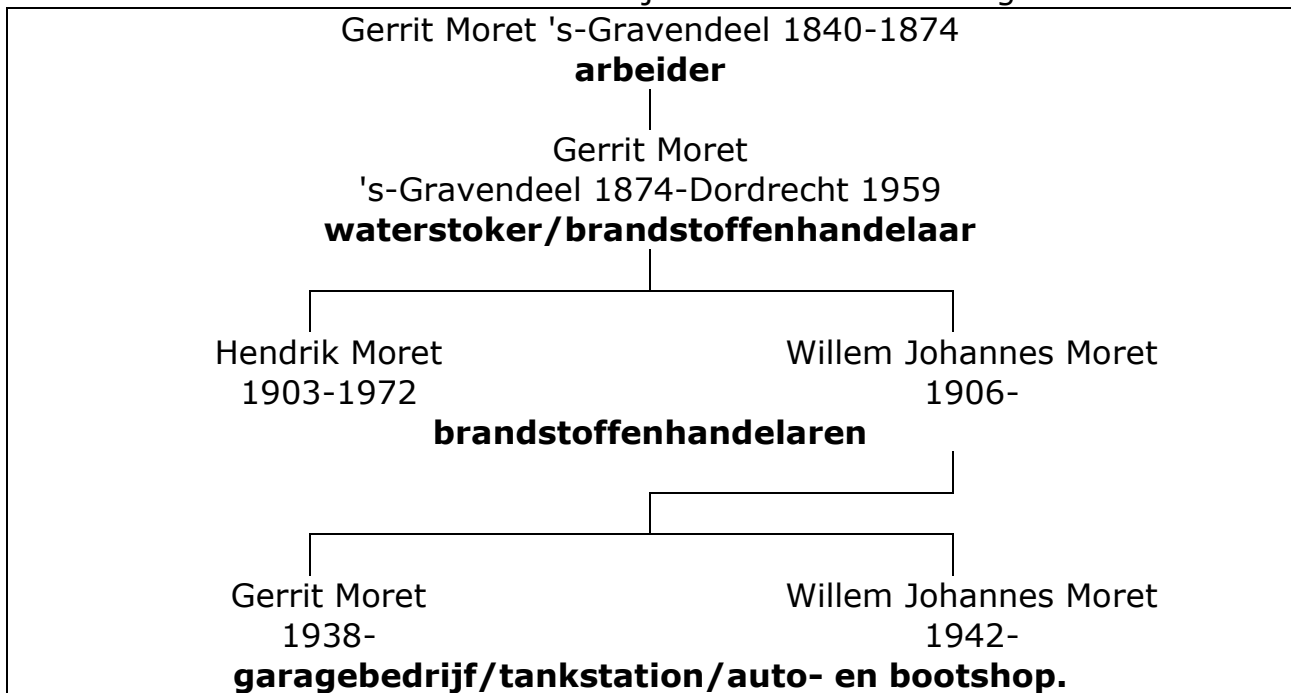 Gerrit Moret 's-Gravendeel 1840-1874
arbeider
Gerrit Moret
's-Gravendeel 1874-Dordrecht 1959
waterstoker/brandstoffenhandelaar
Hendrik Moret Willem Johannes Moret
1903-1972 1906-
brandstoffenhandelaren
Gerrit Moret Willem Johannes Moret
1938- 1942-
garagebedrijf/tankstation/auto- en bootshop.